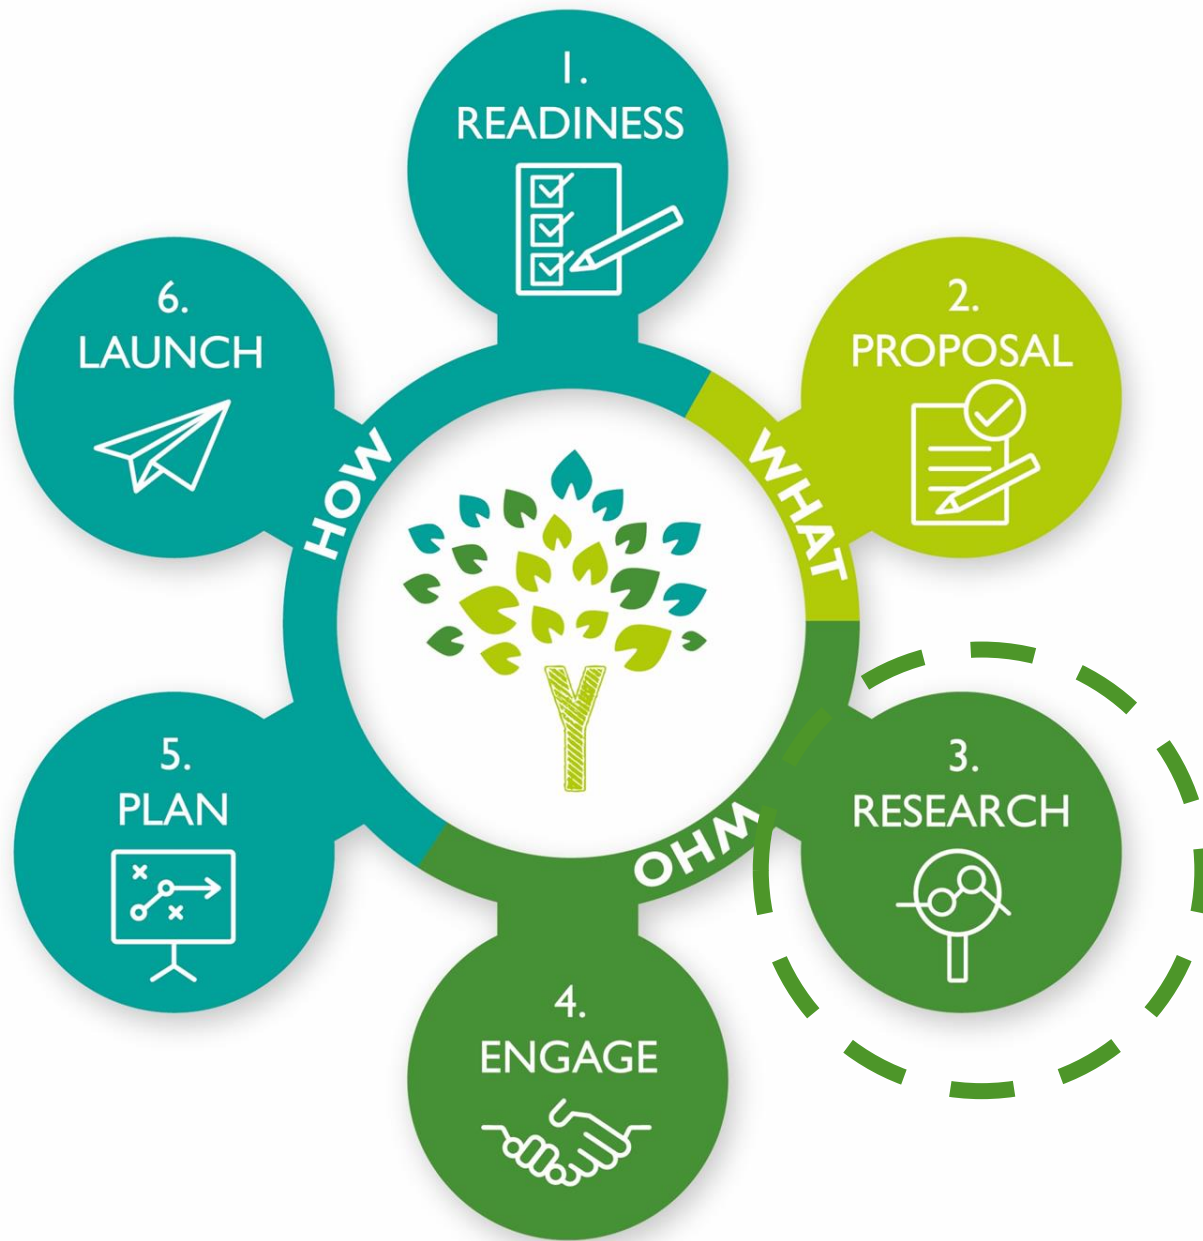 1.
READINESS
2.
PROPOSAL
3.
RESEARCH
4.
ENGAGE
5.
PLAN
6.
LAUNCH
HOW
WHAT
WHO
Y